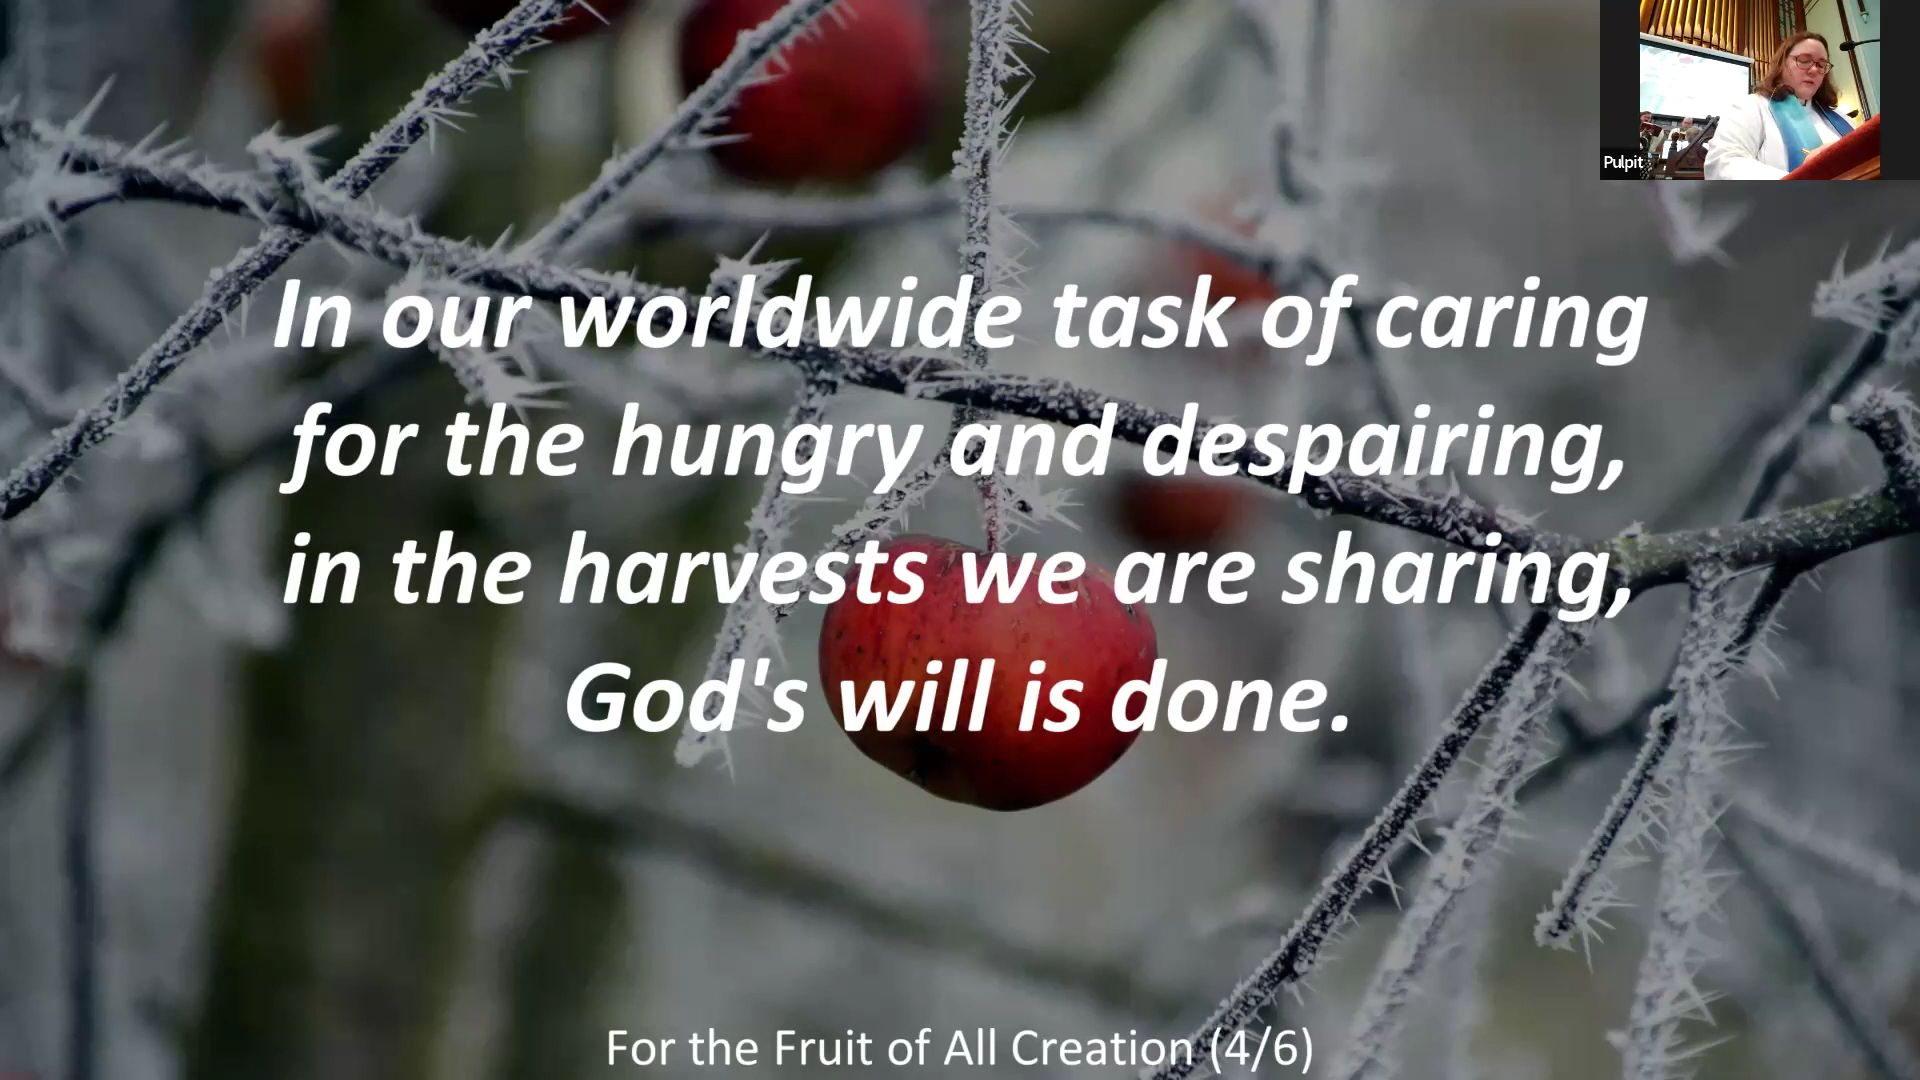 Pulpit
In our worldwide task of caring
for the hungry and despairing,
in the harvests we are sharing,
God's will is done.
For the Fruit of All Creation (4/6)